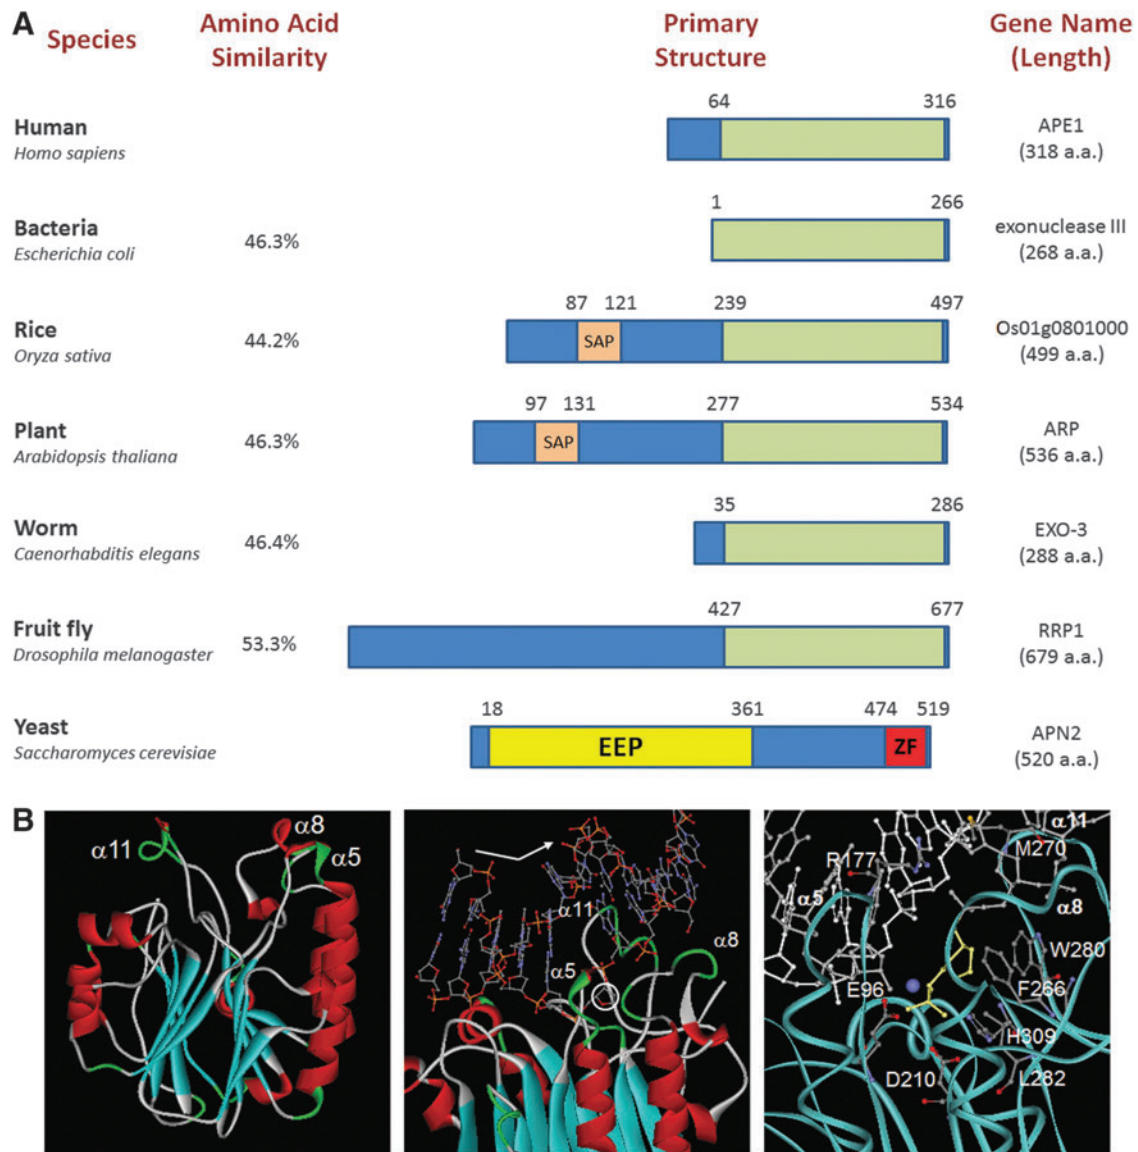 A
Species
Amino Acid
Similarity
Primary
Structure
Gene Name
(Length)
Human
Homo sapiens
64
316
APE1
(318 a.a.)
Bacteria
Escherichia coli
46.3%
1
266
exonuclease III
(268 a.a.)
Rice
Oryza sativa
44.2%
87
121
239
497
SAP
Os01g0801000
(499 a.a.)
Plant
Arabidopsis thaliana
46.3%
97
131
277
534
SAP
ARP
(536 a.a.)
Worm
Caenorhabditis elegans
46.4%
35
286
EXO-3
(288 a.a.)
Fruit fly
Drosophila melanogaster
53.3%
427
677
RRP1
(679 a.a.)
Yeast
Saccharomyces cerevisiae
18
361
474
519
EEP
ZF
APN2
(520 a.a.)
B
α11
α8
α5
α11
α8
α5
α11
R177
M270
α5
α8
W280
E96
F266
H309
D210
L282